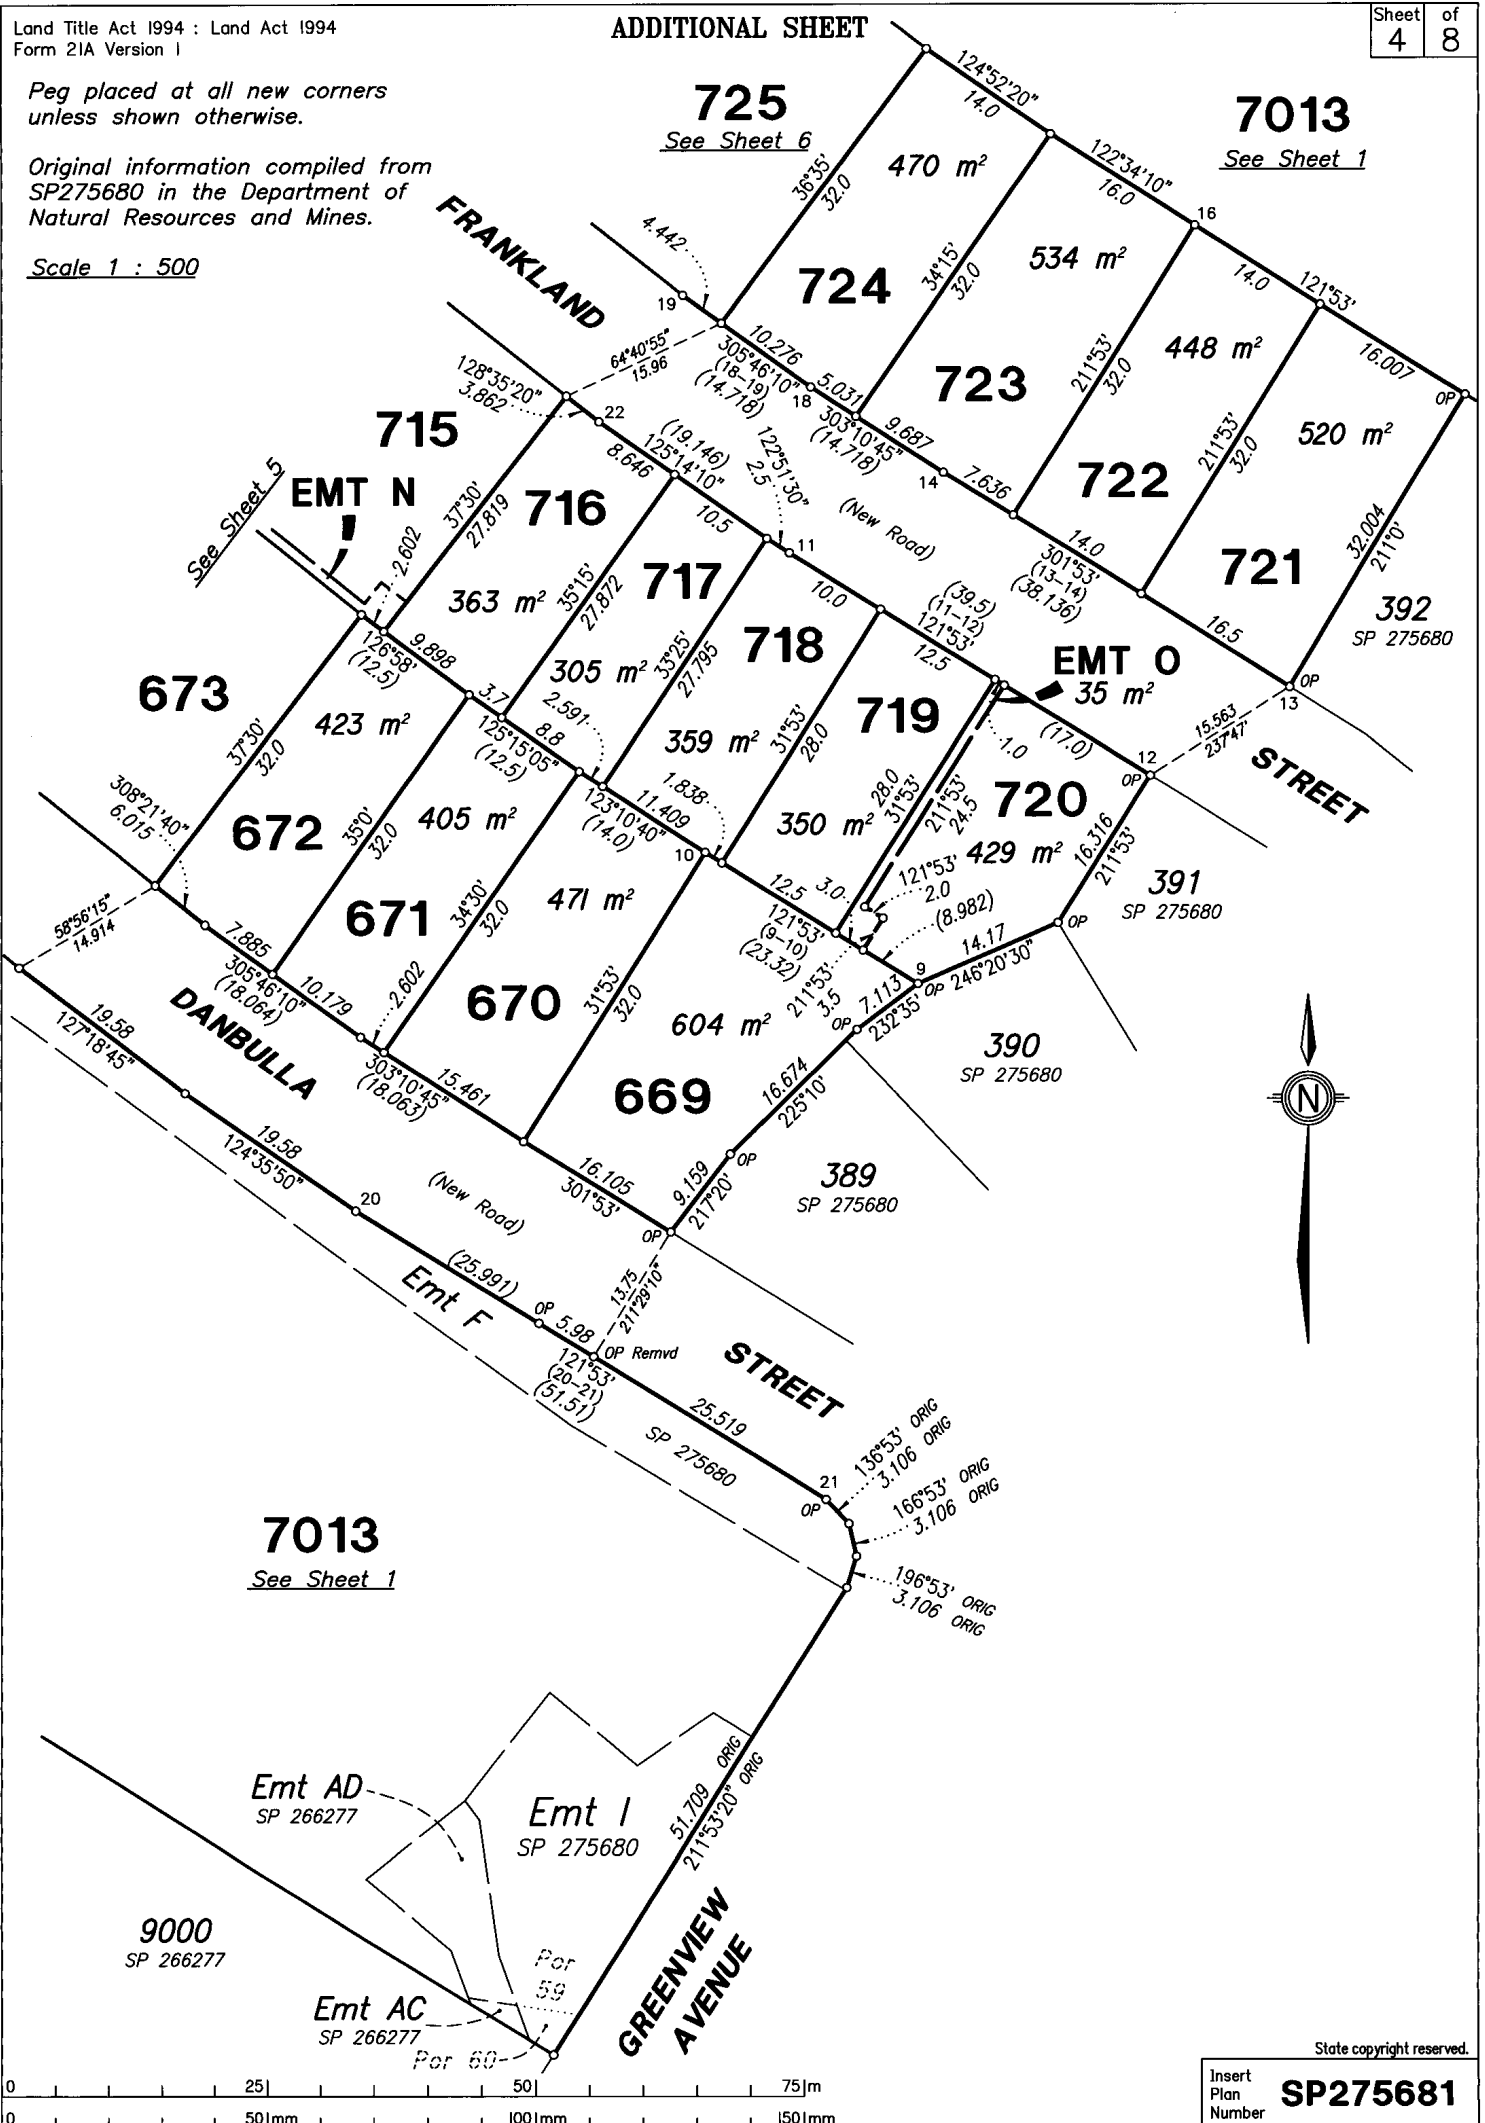 Land Title Act 1994 : Land Act 1994
Form 21A Version 1
ADDITIONAL SHEET
Sheet 4 of 8
Peg placed at all new corners
unless shown otherwise.
Original information compiled from
SP275680 in the Department of
Natural Resources and Mines.
Scale 1 : 500
725
See Sheet 6
7013
See Sheet 1
124°52'20"
14.0
122°34'10"
16.0
16
14.0
121°53'
16.007
OP
470 m²
36°35'
32.0
724
534 m²
34°15'
32.0
723
448 m²
211°53'
32.0
722
520 m²
211°53'
32.0
721
32.004
211°0'
392
SP 275680
FRANKLAND
4.442
19
10.276
305°46'10"
(18-19)
(14.718)
18
5.031
303°10'45"
(14.718)
9.687
14
7.636
14.0
301°53'
(13-14)
(38.136)
16.5
OP
13
64°40'55"
15.96
(New Road)
15.563
237°47'
STREET
128°35'20"
3.862
22
715
See Sheet 5
EMT N
2.602
37°30'
27.819
716
363 m²
8.646
(19.146)
125°14'10"
10.5
122°51'30"
2.5
11
35°15'
27.872
717
305 m²
33°25'
27.795
10.0
718
359 m²
31°53'
28.0
(39.5)
(11-12)
121°53'
12.5
719
350 m²
28.0
31°53'
EMT O
35 m²
1.0
(17.0)
12
OP
211°53'
24.5
720
429 m²
16.316
211°53'
391
SP 275680
121°53'
2.0
3.0
(8.982)
211°53'
3.5
14.17
246°20'30"
OP
9
OP
7.113
232°35'
OP
390
SP 275680
673
126°58'
(12.5)
9.898
3.7
125°15'05"
(12.5)
8.8
2.591
123°10'40"
(14.0)
11.409
1.838
10
12.5
121°53'
(9-10)
(23.32)
37°30'
32.0
423 m²
672
35°0'
32.0
405 m²
671
34°30'
32.0
471 m²
670
31°53'
32.0
604 m²
669
308°21'40"
6.015
58°56'15"
14.914
7.885
305°46'10"
(18.064)
10.179
2.602
303°10'45"
(18.063)
15.461
16.105
301°53'
OP
16.674
225°10'
OP
9.159
217°20'
389
SP 275680
N
DANBULLA
19.58
127°18'45"
19.58
124°35'50"
20
(New Road)
(25.991)
Emt F
OP
5.98
13.75
211°29'10"
OP Remvd
121°53'
(20-21)
(51.51)
STREET
25.519
SP 275680
21
OP
136°53' ORIG
3.106 ORIG
166°53' ORIG
3.106 ORIG
196°53' ORIG
3.106 ORIG
7013
See Sheet 1
51.709 ORIG
211°53'20" ORIG
Emt AD
SP 266277
Emt I
SP 275680
9000
SP 266277
Por
59
Emt AC
SP 266277
Por 60
GREENVIEW
AVENUE
State copyright reserved.
Insert
Plan
Number
SP275681
0 25 50 75 m
0 50 mm 100 mm 150 mm